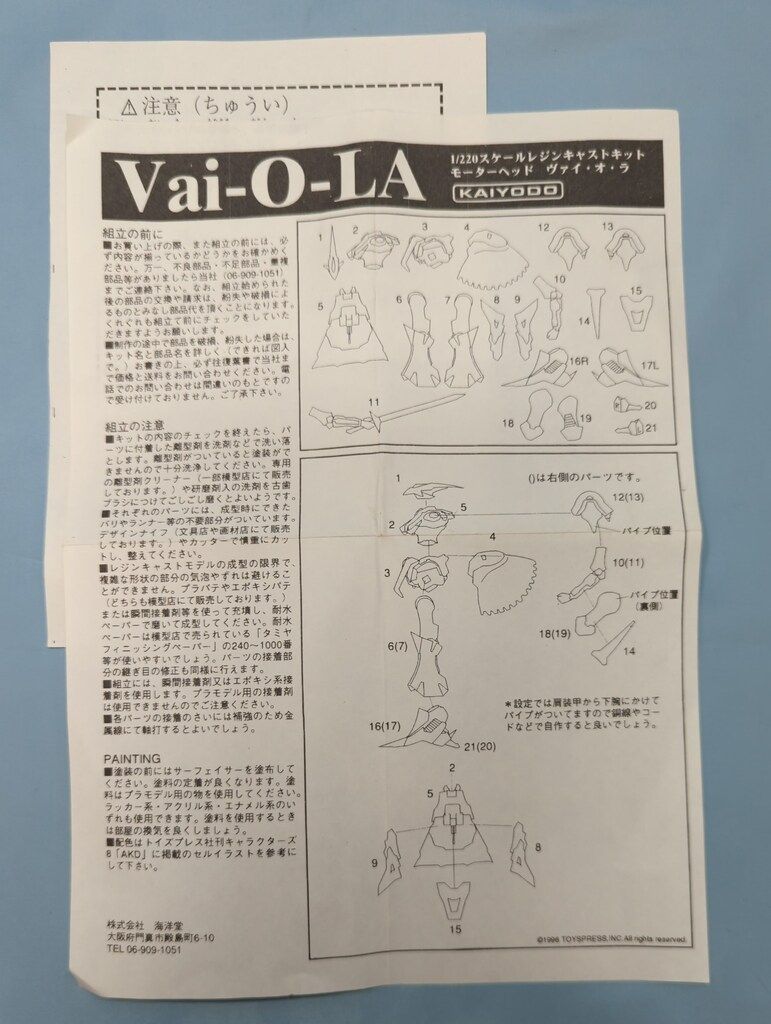 ⚠注意（ちゅうい）
Vai-O-LA
1/220スケールレジンキャストキット
モーターヘッド ヴァイ・オ・ラ
KAIYODO
組立の前に
■お買い上げの際、また組立の前には、必
ず内容が揃っているかどうかをお確かめく
ださい。万一、不良部品・不足部品・重複
部品等がありましたら当社（06-909-1051）
までご連絡下さい。なお、組立始められた
後の部品の交換や請求は、紛失や破損によ
るものとみなし部品代を頂くことになります。
くれぐれも組立て前にチェックをしていた
だきますようお願いします。
■制作の途中で部品を破損、紛失した場合は、
キット名と部品名を詳しく（できれば図入
で。）お書きの上、必ず往復葉書で当社ま
で価格と送料をお問い合わせください。電
話でのお問い合わせは間違いのもとですの
で受け付けておりません。ご了承下さい。
組立の注意
■キットの内容のチェックを終えたら、パ
ーツに付着した離型剤を洗剤などで洗い落
とします。離型剤がついていると塗装がで
きませんので十分洗浄してください。専用
の離型剤クリーナー（一部模型店にて販売
しております。）や研磨剤入の洗剤を古歯
ブラシにつけてごしごし磨くとよいようです。
■それぞれのパーツには、成型時にできた
バリやランナー等の不要部分がついています。
デザインナイフ（文具店や画材店にて販売
しております。）やカッターで慎重にカッ
トし、整えてください。
■レジンキャストモデルの成型の限界で、
複雑な形状の部分の気泡やずれは避けるこ
とができません。プラパテやエポキシパテ
（どちらも模型店にて販売しております。）
または瞬間接着剤等を使って充填し、耐水
ペーパーで磨いて成型してください。耐水
ペーパーは模型店で売られている「タミヤ
フィニッシングペーパー」の240～1000番
等が使いやすいでしょう。パーツの接着部分
の継ぎ目の修正も同様に行えます。
■組立には、瞬間接着剤又はエポキシ系接
着剤を使用します。プラモデル用の接着剤
は使用できませんのでご注意ください。
■各パーツの接着のさいには補強のため金
属線にて軸打するとよいでしょう。
PAINTING
■塗装の前にはサーフェイサーを塗布して
ください。塗料の定着が良くなります。塗
料はプラモデル用の物を使用してください。
ラッカー系・アクリル系・エナメル系のい
ずれも使用できます。塗料を使用するとき
は部屋の換気を良くしましょう。
■配色はトイズプレス社刊キャラクターズ
8「AKD」に掲載のセルイラストを参考に
して下さい。
株式会社 海洋堂
大阪府門真市殿島町6-10
TEL 06-909-1051
1 2 3 4 12 13
5 6 7 8 9 10 14 15
16R 17L
11 18 19 20
21
()は右側のパーツです。
1
5 12(13)
2
パイプ位置
4
3 10(11)
パイプ位置
（裏側）
6(7) 18(19)
14
＊設定では肩装甲から下腕にかけて
パイプがついてますので銅線やコー
ドなどで自作すると良いでしょう。
16(17)
21(20)
2
5
9 8
15
©1996 TOYSPRESS,INC.All rights reserved.